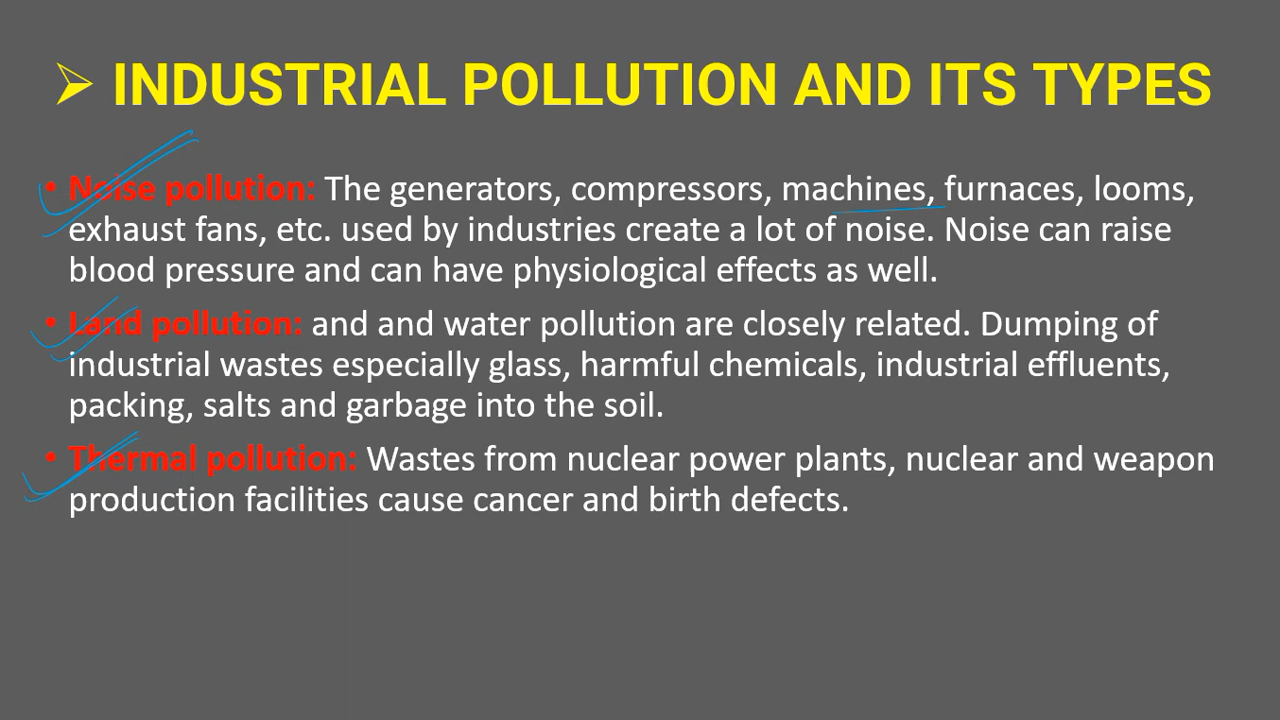 ➢ INDUSTRIAL POLLUTION AND ITS TYPES
• Noise pollution: The generators, compressors, machines, furnaces, looms,
exhaust fans, etc. used by industries create a lot of noise. Noise can raise
blood pressure and can have physiological effects as well.
• Land pollution: and and water pollution are closely related. Dumping of
industrial wastes especially glass, harmful chemicals, industrial effluents,
packing, salts and garbage into the soil.
• Thermal pollution: Wastes from nuclear power plants, nuclear and weapon
production facilities cause cancer and birth defects.